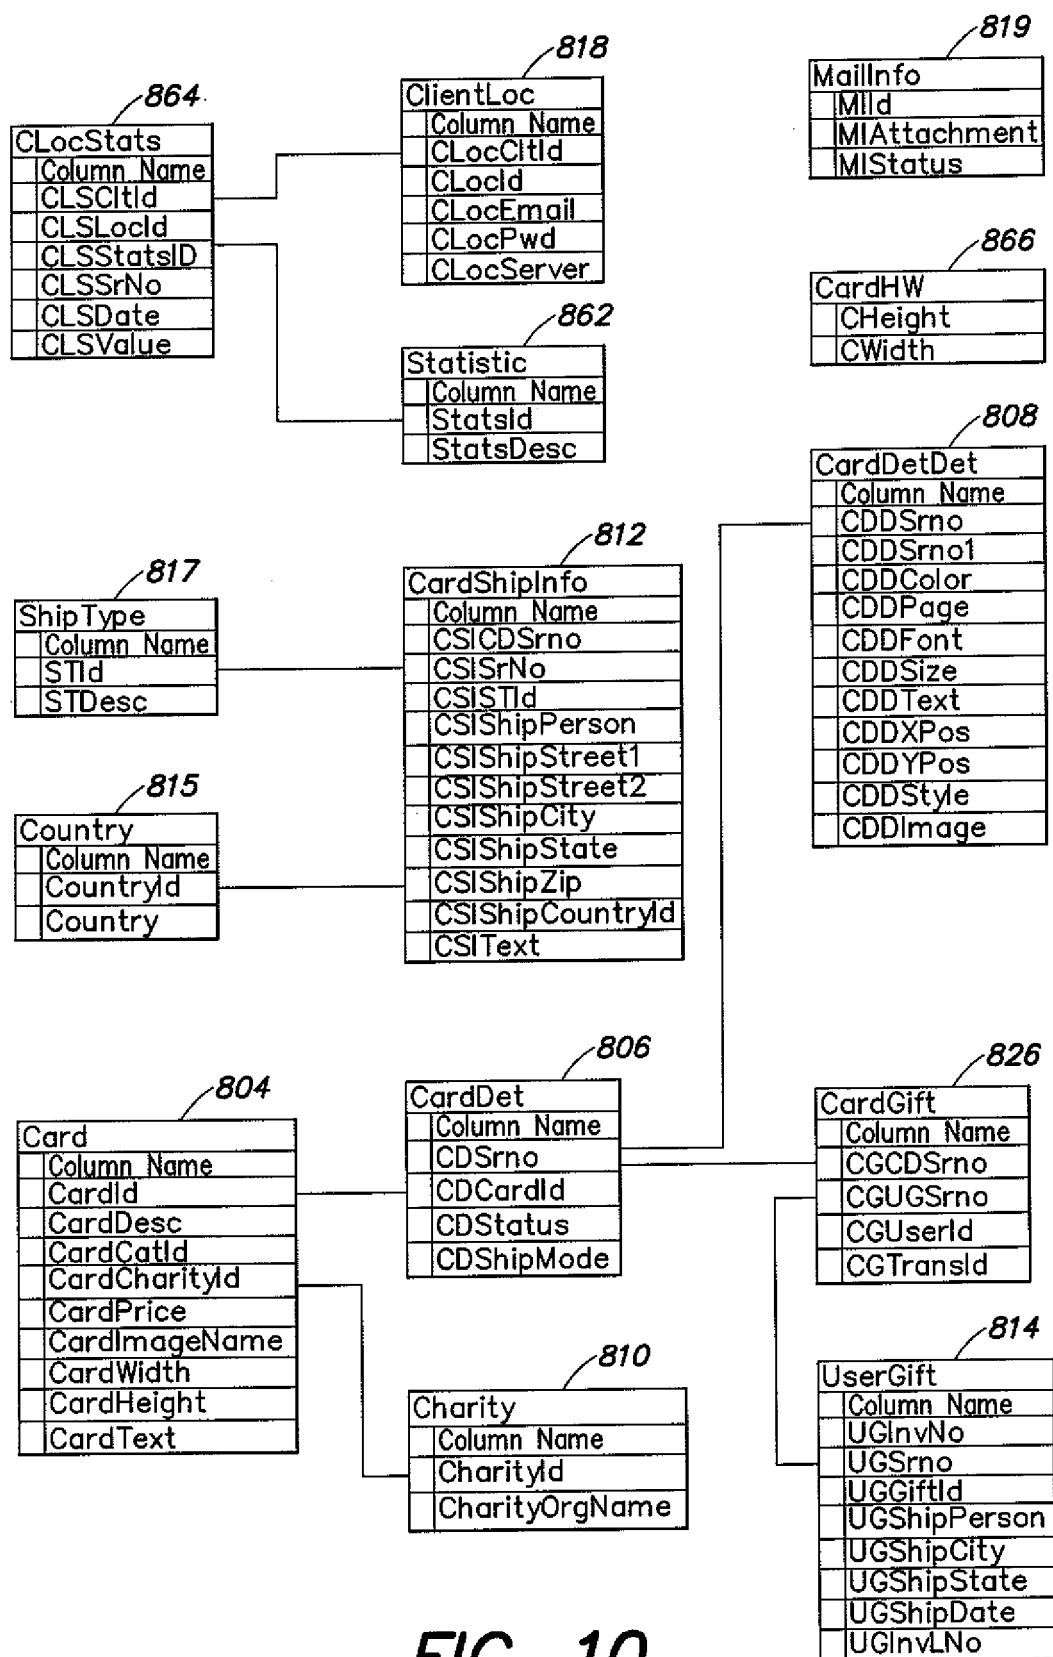 864
CLocStats
Column Name
CLSCltId
CLSLocId
CLSStatsID
CLSSrNo
CLSDate
CLSValue
818
ClientLoc
Column Name
CLocCltId
CLocId
CLocEmail
CLocPwd
CLocServer
819
MailInfo
MIId
MIAttachment
MIStatus
866
CardHW
CHeight
CWidth
862
Statistic
Column Name
StatsId
StatsDesc
808
CardDetDet
Column Name
CDDSrno
CDDSrno1
CDDColor
CDDPage
CDDFont
CDDSize
CDDText
CDDXPos
CDDYPos
CDDStyle
CDDImage
817
ShipType
Column Name
STId
STDesc
812
CardShipInfo
Column Name
CSICDSrno
CSISrNo
CSISTId
CSIShipPerson
CSIShipStreet1
CSIShipStreet2
CSIShipCity
CSIShipState
CSIShipZip
CSIShipCountryId
CSIText
815
Country
Column Name
CountryId
Country
804
Card
Column Name
CardId
CardDesc
CardCatId
CardCharityId
CardPrice
CardImageName
CardWidth
CardHeight
CardText
806
CardDet
Column Name
CDSrno
CDCardId
CDStatus
CDShipMode
826
CardGift
Column Name
CGCDSrno
CGUGSrno
CGUserId
CGTransId
810
Charity
Column Name
CharityId
CharityOrgName
814
UserGift
Column Name
UGInvNo
UGSrno
UGGiftId
UGShipPerson
UGShipCity
UGShipState
UGShipDate
UGInvLNo
FIG. 10